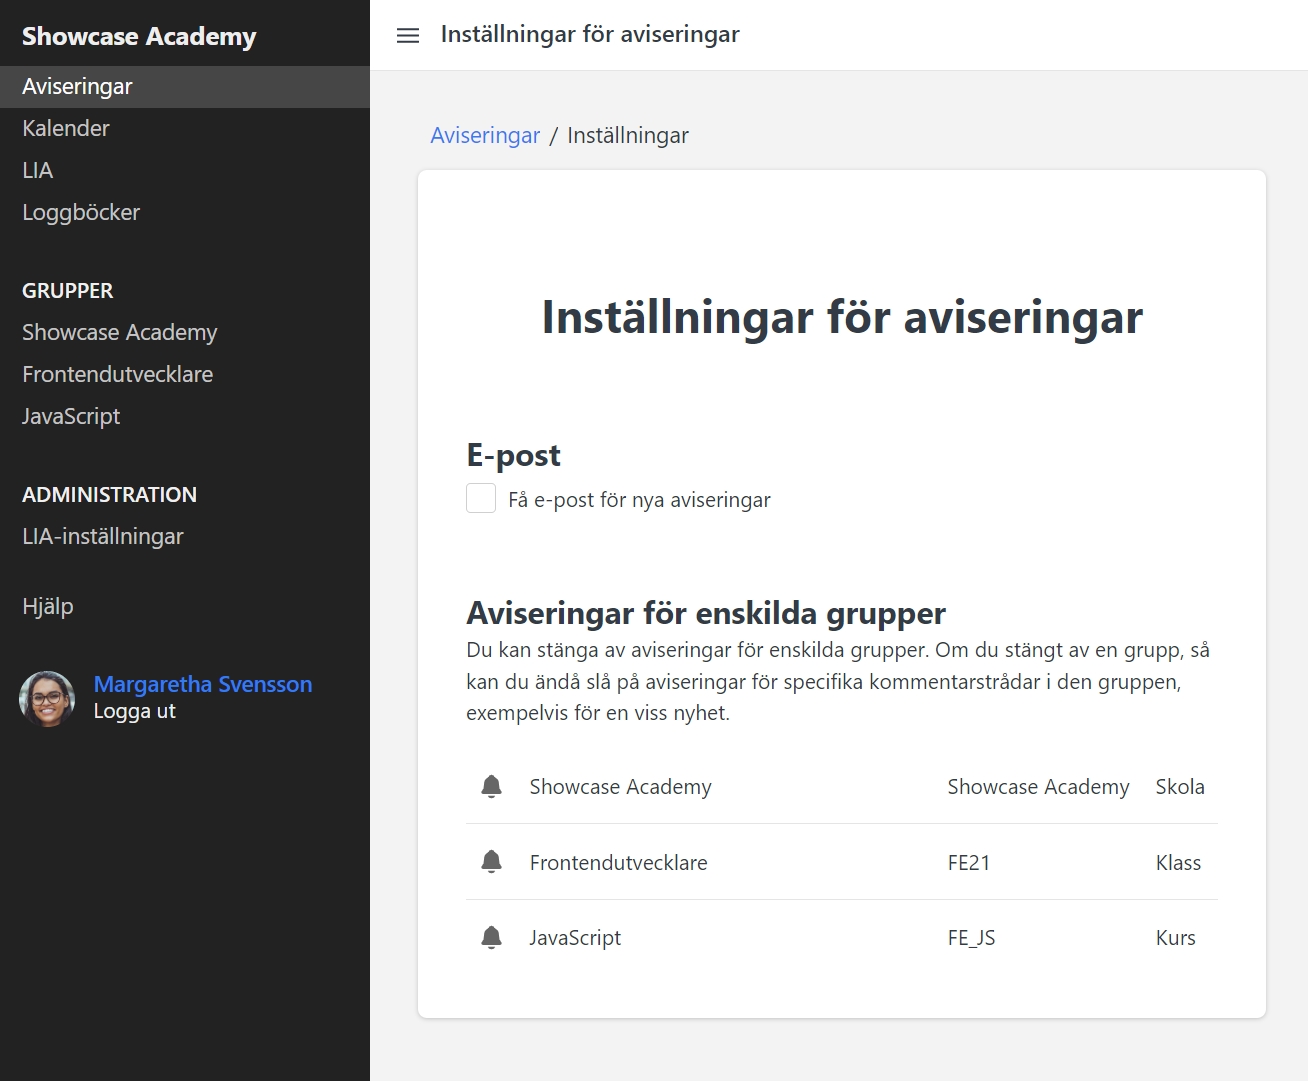 Showcase Academy
Aviseringar
Kalender
LIA
Loggböcker
GRUPPER
Showcase Academy
Frontendutvecklare
JavaScript
ADMINISTRATION
LIA-inställningar
Hjälp
Margaretha Svensson
Logga ut
Inställningar för aviseringar
Aviseringar / Inställningar
Inställningar för aviseringar
E-post
Få e-post för nya aviseringar
Aviseringar för enskilda grupper
Du kan stänga av aviseringar för enskilda grupper. Om du stängt av en grupp, så
kan du ändå slå på aviseringar för specifika kommentarstrådar i den gruppen,
exempelvis för en viss nyhet.
Showcase Academy Showcase Academy Skola
Frontendutvecklare FE21 Klass
JavaScript FE_JS Kurs